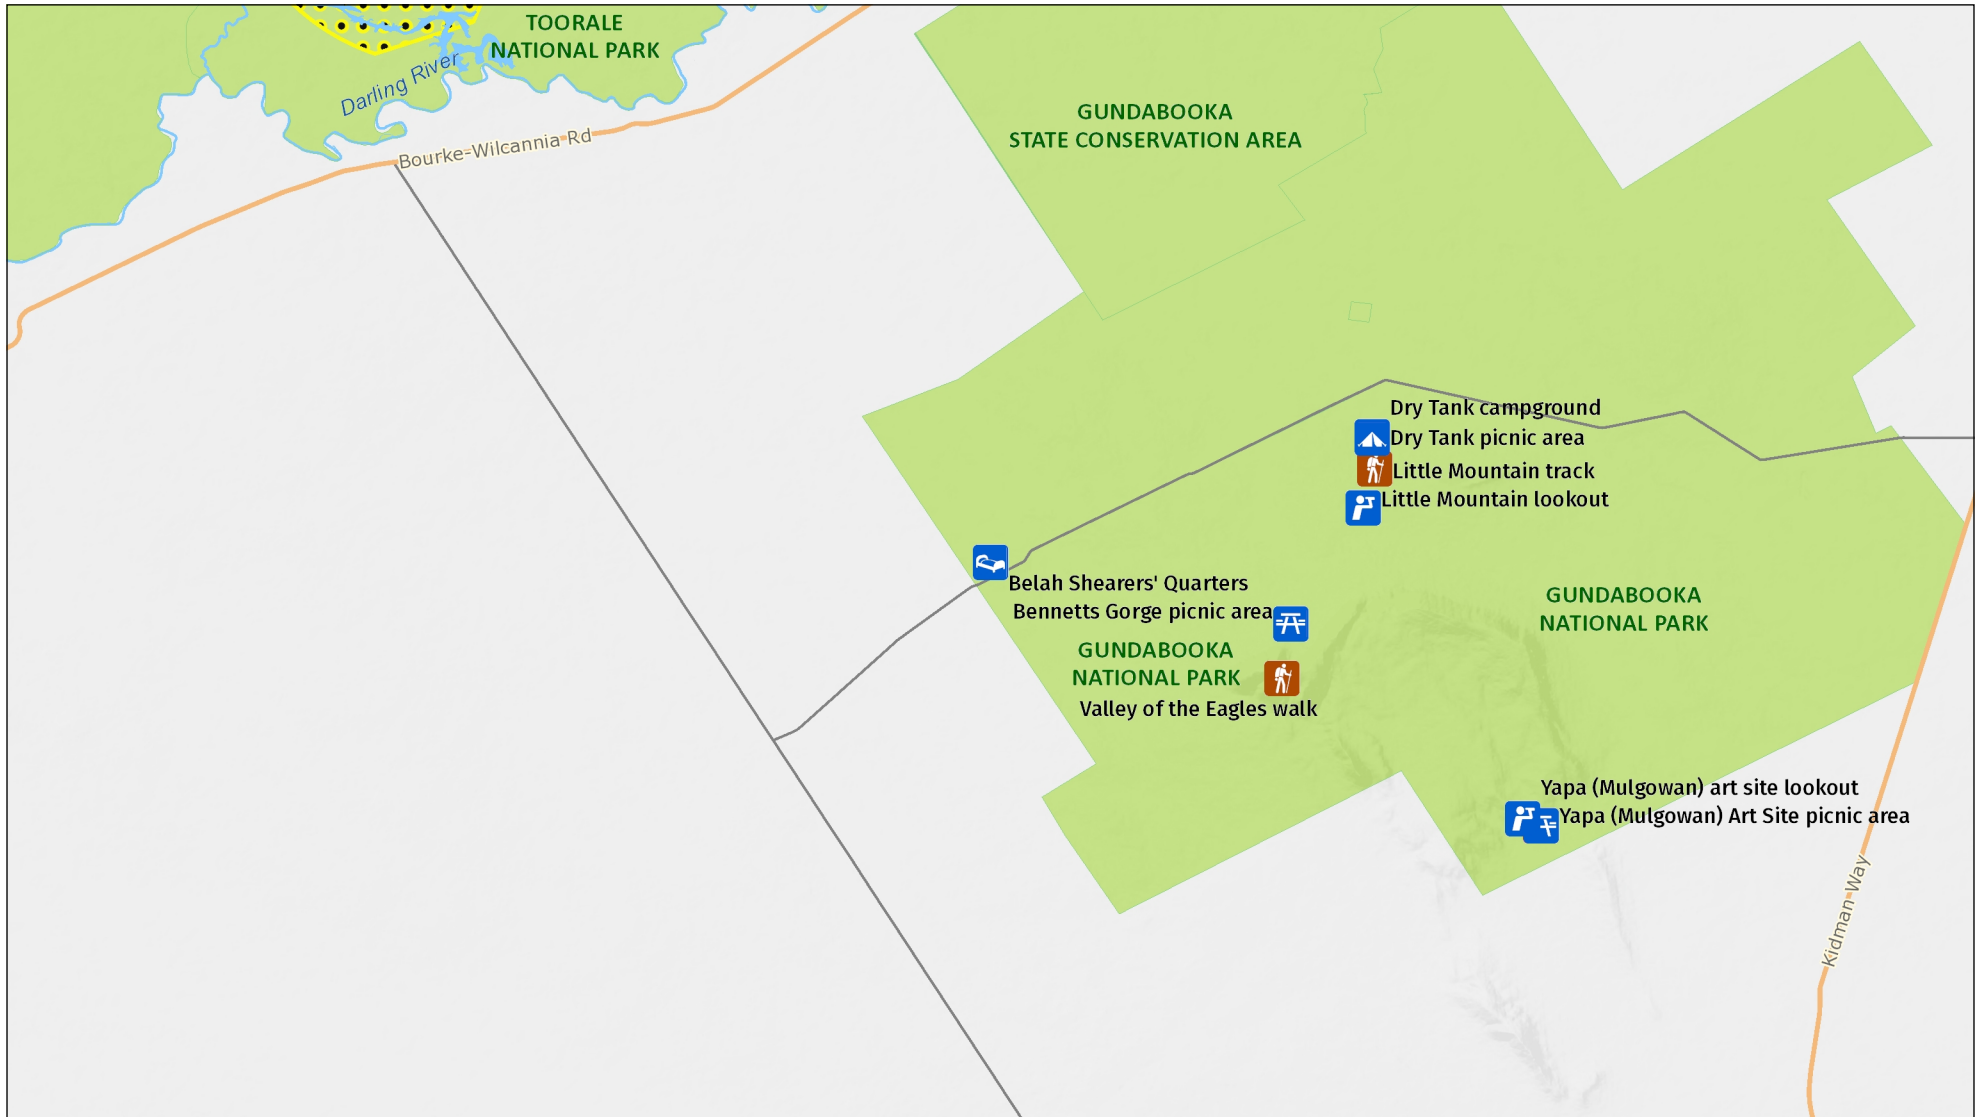 TOORALE
NATIONAL PARK
Darling River
Bourke-Wilcannia Rd
GUNDABOOKA
STATE CONSERVATION AREA
Dry Tank campground
Dry Tank picnic area
Little Mountain track
Little Mountain lookout
Belah Shearers' Quarters
Bennetts Gorge picnic area
GUNDABOOKA
NATIONAL PARK
GUNDABOOKA
NATIONAL PARK
Valley of the Eagles walk
Yapa (Mulgowan) art site lookout
Yapa (Mulgowan) Art Site picnic area
Kidman Way